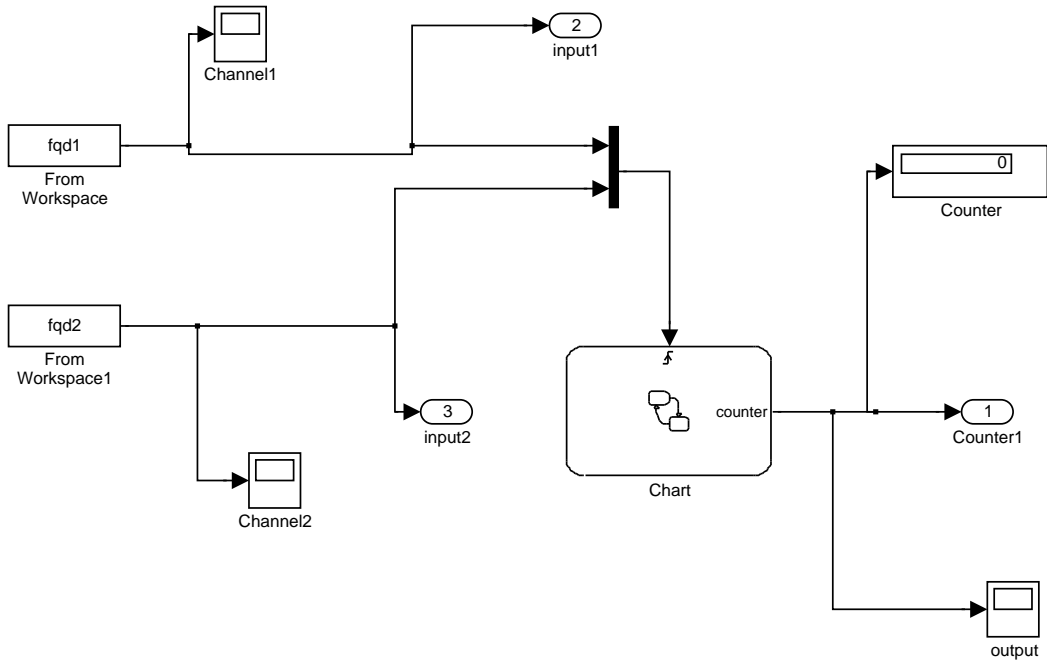 Channel1
2
input1
fqd1
From
Workspace
0
Counter
fqd2
From
Workspace1
3
input2
counter
1
Counter1
Chart
Channel2
output